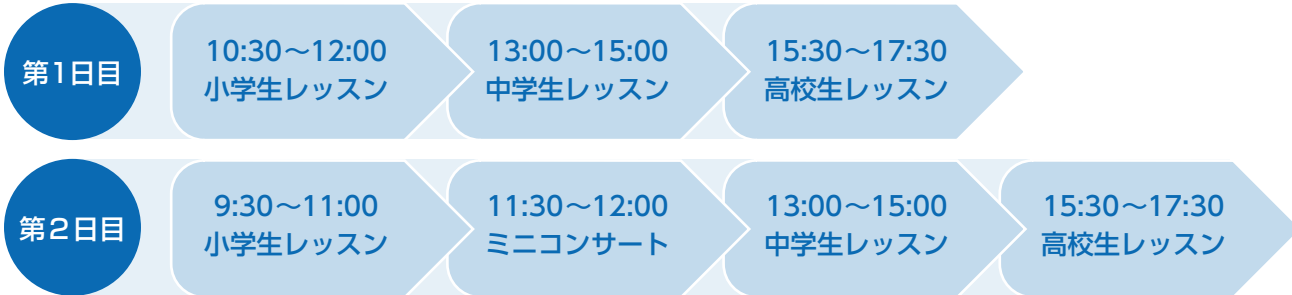 第1日目
10:30〜12:00
小学生レッスン
13:00〜15:00
中学生レッスン
15:30〜17:30
高校生レッスン
第2日目
9:30〜11:00
小学生レッスン
11:30〜12:00
ミニコンサート
13:00〜15:00
中学生レッスン
15:30〜17:30
高校生レッスン